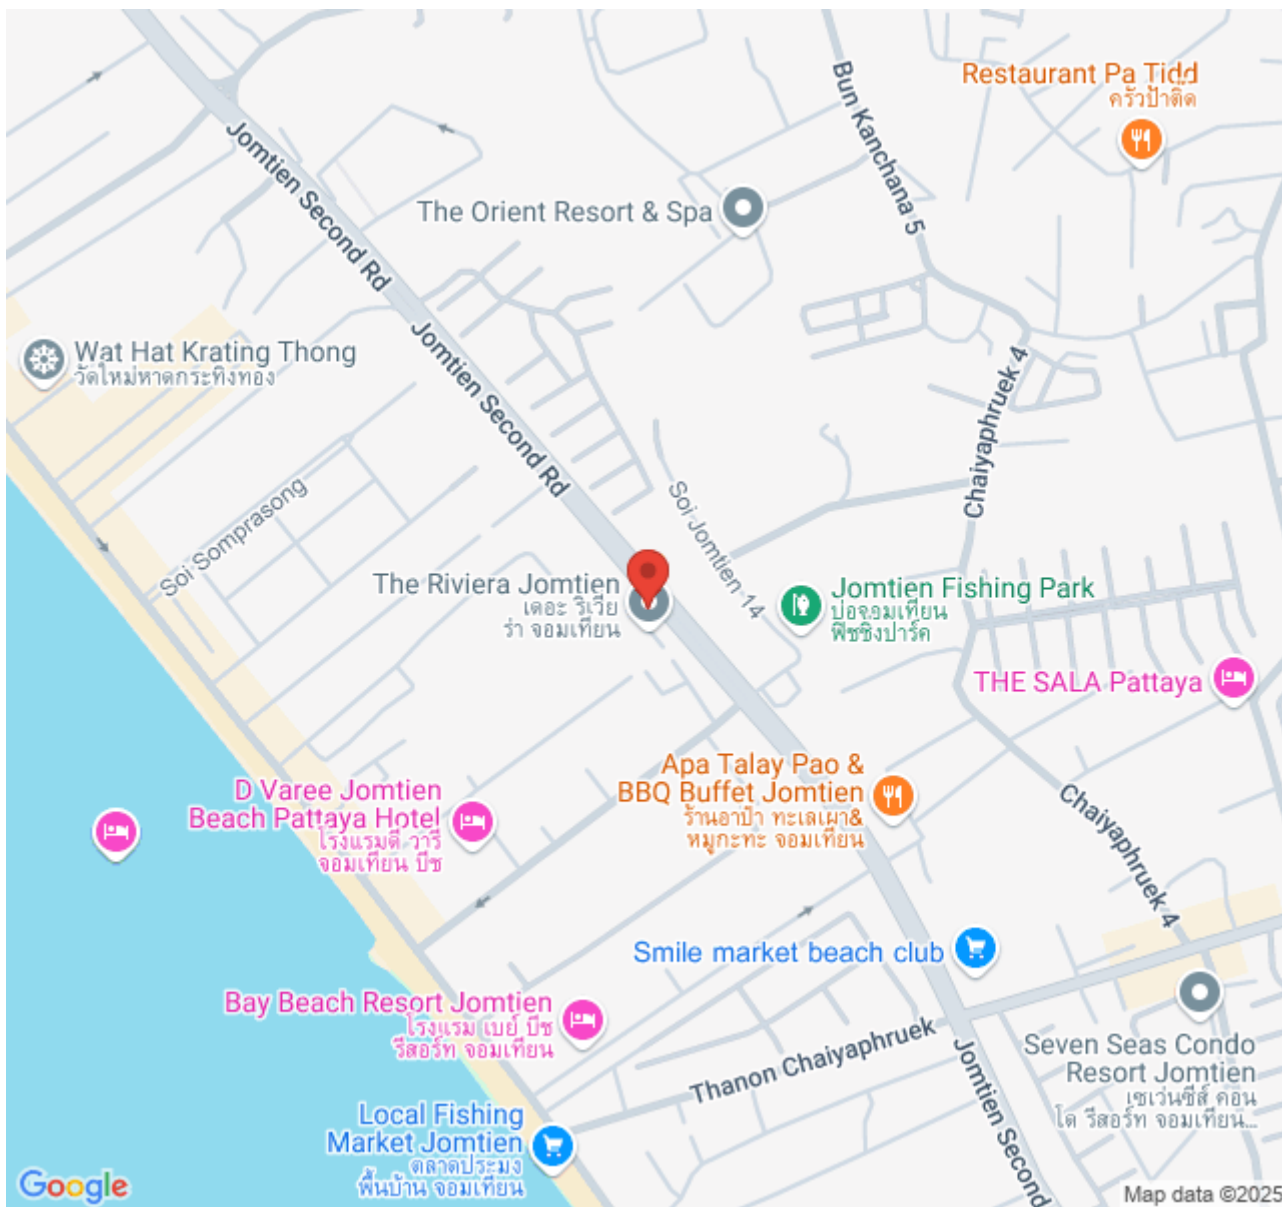 Restaurant Pa Tidd
ครัวป้าติ๊ด
Bun Kanchana 5
Jomtien Second Rd
The Orient Resort & Spa
Jomtien Second Rd
Wat Hat Krating Thong
วัดใหม่หาดกระทิงทอง
Chaiyaphruek 4
Soi Somprasong
Soi Jomtien 14
The Riviera Jomtien
เดอะ ริเวีย
ร่า จอมเทียน
Jomtien Fishing Park
บ่อจอมเทียน
ฟิชชิ่งปาร์ค
THE SALA Pattaya
Apa Talay Pao &
BBQ Buffet Jomtien
ร้านอาป๋า ทะเลเผา&
หมูกะทะ จอมเทียน
D Varee Jomtien
Beach Pattaya Hotel
โรงแรมดี วารี
จอมเทียน บีช
Chaiyaphruek 4
Smile market beach club
Bay Beach Resort Jomtien
โรงแรม เบย์ บีช
รีสอร์ท จอมเทียน
Thanon Chaiyaphruek
Jomtien Second
Seven Seas Condo
Resort Jomtien
เซเว่นซีส์ คอน
โด รีสอร์ท จอมเทียน...
Local Fishing
Market Jomtien
ตลาดประมง
พื้นบ้าน จอมเทียน
Google
Map data ©2025